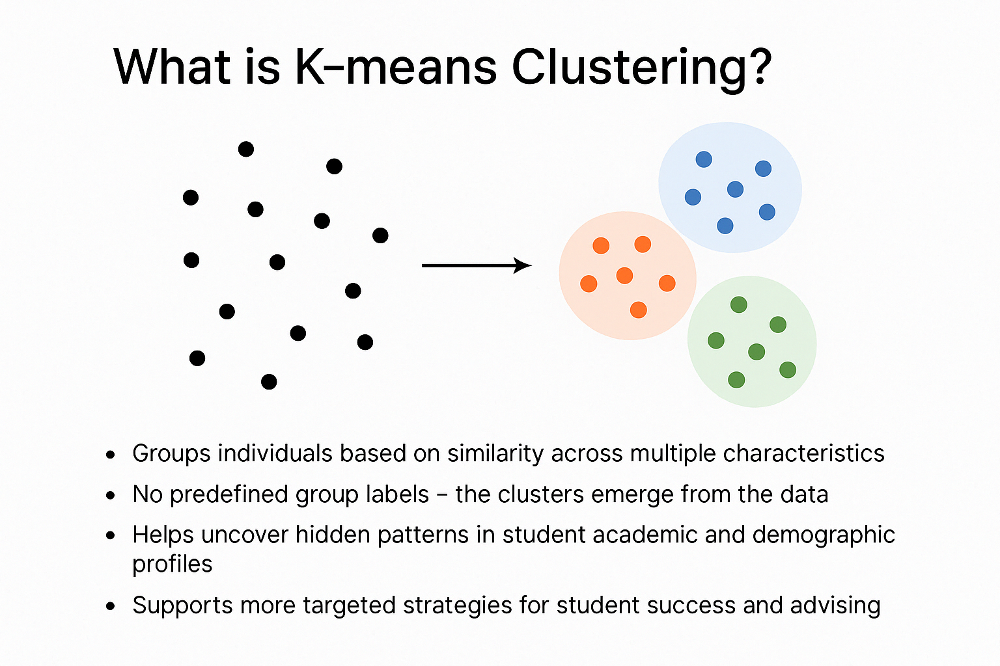 What is K-means Clustering?
• Groups individuals based on similarity across multiple characteristics
• No predefined group labels – the clusters emerge from the data
• Helps uncover hidden patterns in student academic and demographic
profiles
• Supports more targeted strategies for student success and advising